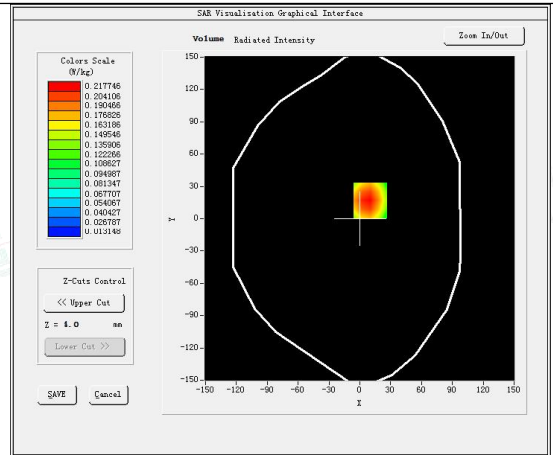 SAR Visualisation Graphical Interface
Volume Radiated Intensity
Zoom In/Out
Colors Scale
(W/kg)
0.217746
0.204106
0.190466
0.176826
0.163186
0.149546
0.135906
0.122266
0.108627
0.094987
0.081347
0.067707
0.054067
0.040427
0.026787
0.013148
Z-Cuts Control
<< Upper Cut
Z = 4.0 mm
Lower Cut >>
SAVE Cancel
150
120
90
60
30
0
-30
-60
-90
-120
-150
Y
-150 -120 -90 -60 -30 0 30 60 90 120 150
X